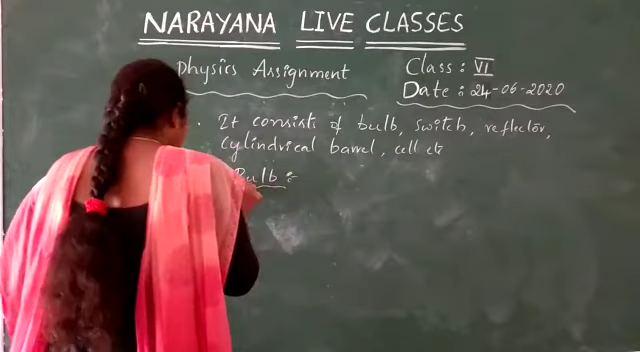 NARAYANA LIVE CLASSES
Physics Assignment
Class : VI
Date : 24-06-2020
. It consists of bulb, switch, reflector,
cylindrical barrel, cell etc
Bulb :-